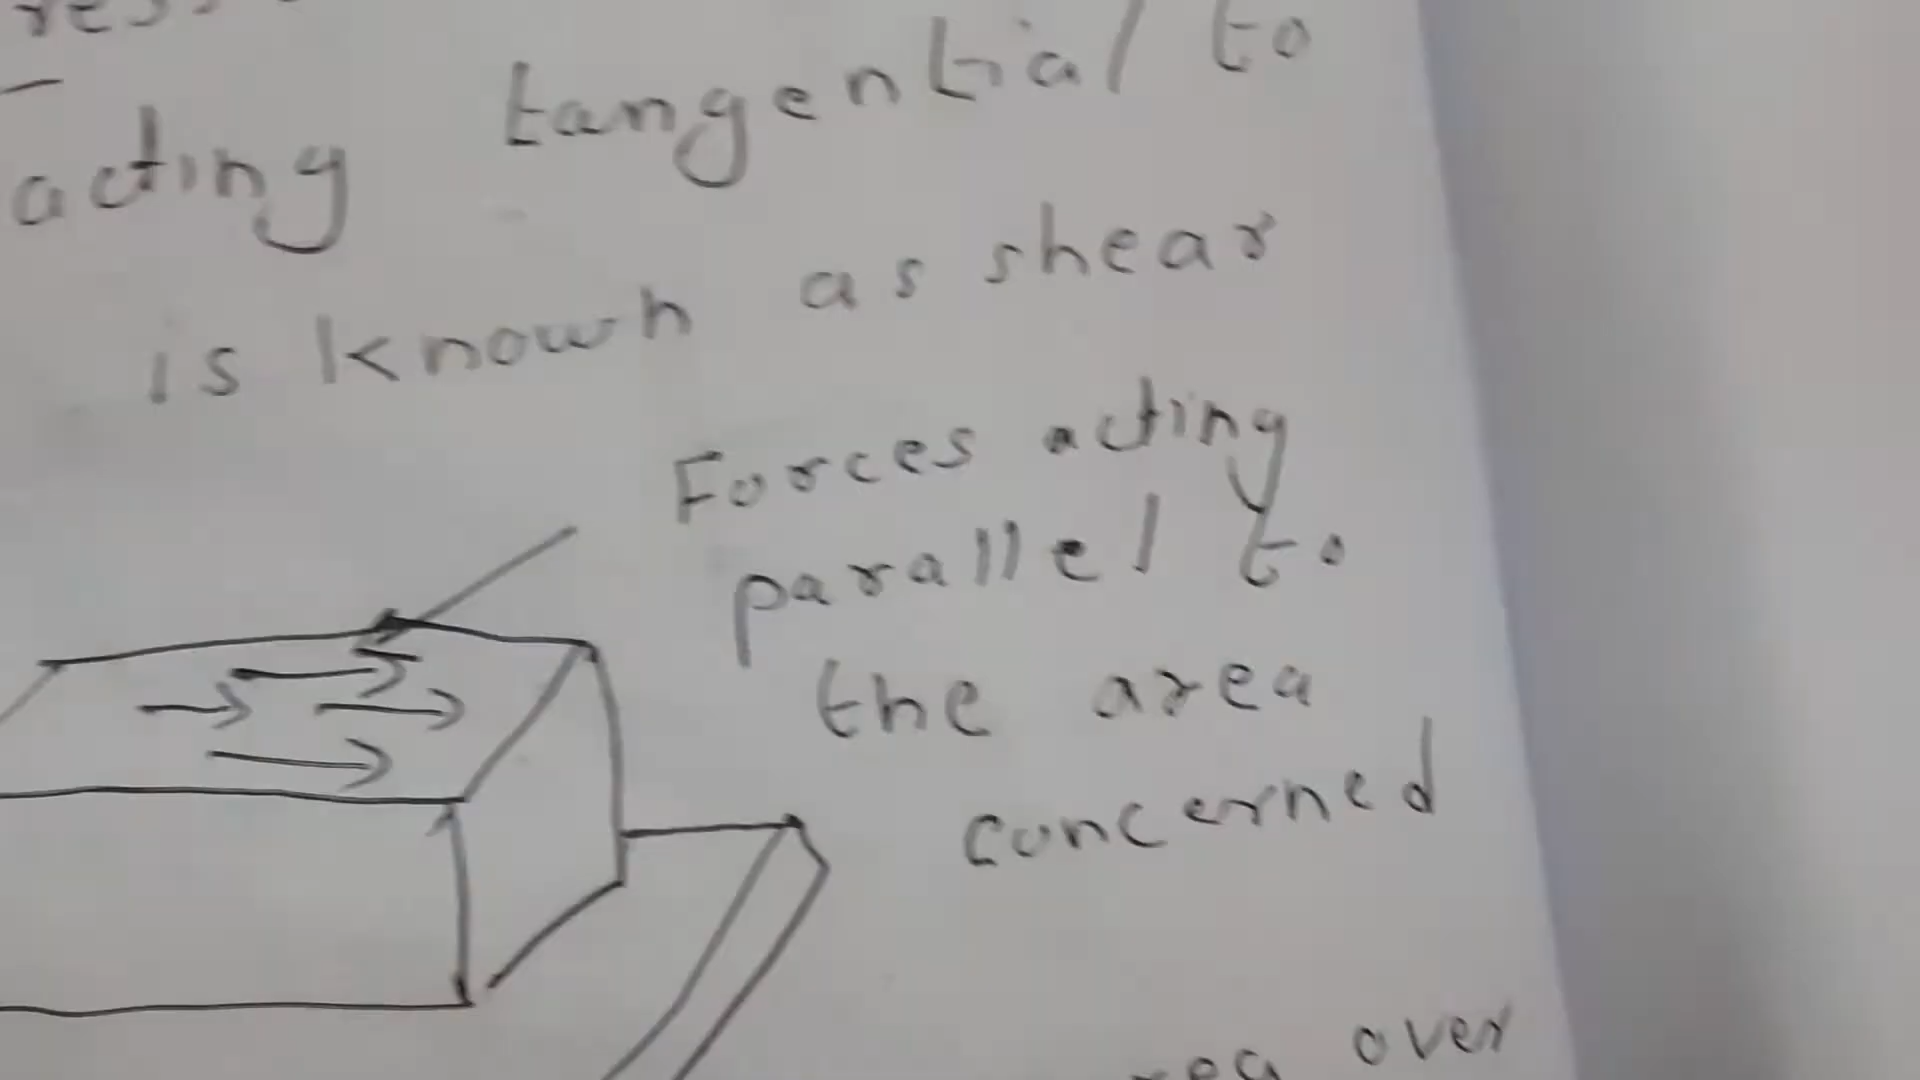 acting tangential to
is known as shear
Forces acting
parallel to
the area
concerned
over